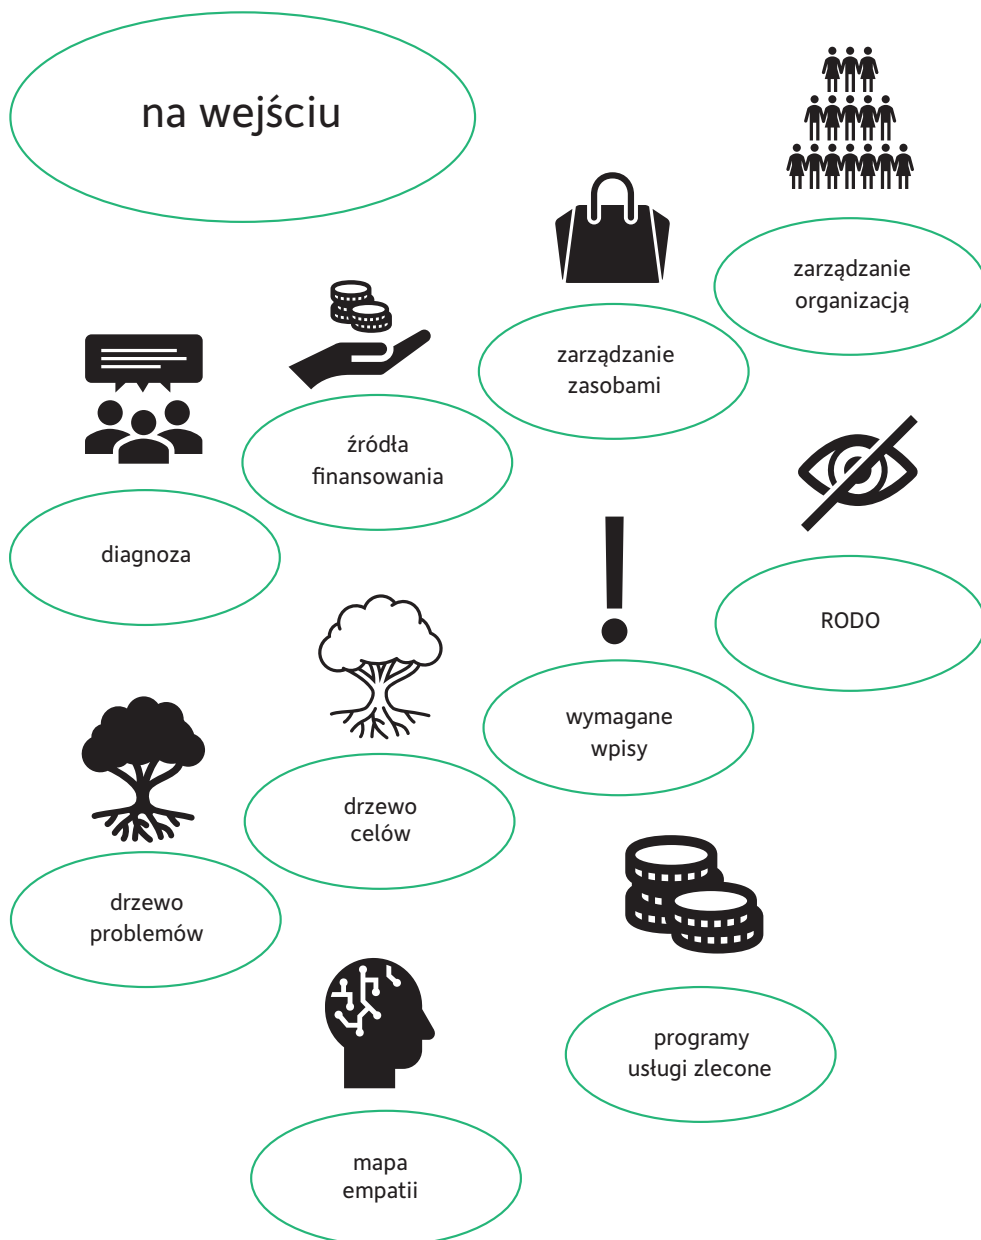 na wejściu
zarządzanie
organizacją
zarządzanie
zasobami
źródła
finansowania
diagnoza
RODO
wymagane
wpisy
drzewo
celów
drzewo
problemów
programy
usługi zlecone
mapa
empatii